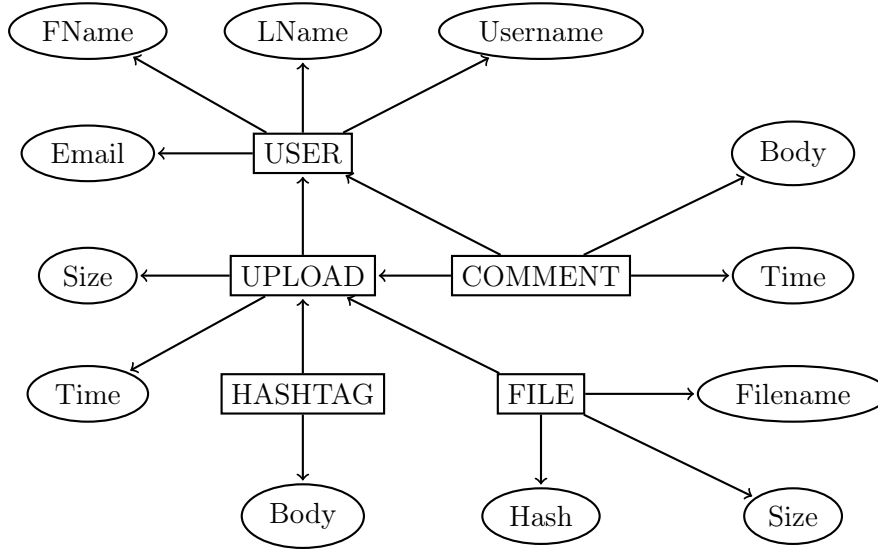 FName
LName
Username
Email
USER
Body
Size
UPLOAD
COMMENT
Time
Time
HASHTAG
FILE
Filename
Body
Hash
Size